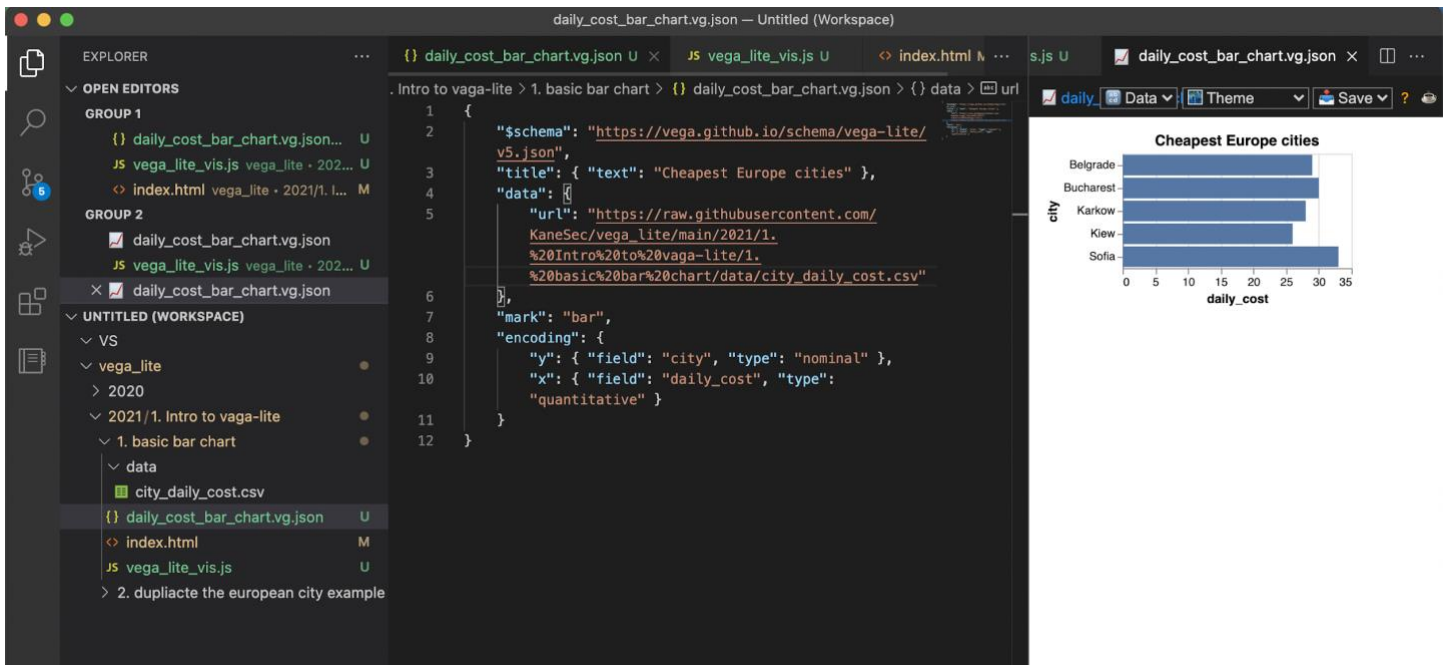 daily_cost_bar_chart.vg.json — Untitled (Workspace)
EXPLORER ...
OPEN EDITORS
GROUP 1
{} daily_cost_bar_chart.vg.json... U
JS vega_lite_vis.js vega_lite • 202... U
<> index.html vega_lite • 2021/1. I... M
GROUP 2
daily_cost_bar_chart.vg.json
JS vega_lite_vis.js vega_lite • 202... U
daily_cost_bar_chart.vg.json
UNTITLED (WORKSPACE)
VS
vega_lite
2020
2021/1. Intro to vaga-lite
1. basic bar chart
data
city_daily_cost.csv
{} daily_cost_bar_chart.vg.json U
<> index.html M
JS vega_lite_vis.js U
2. dupliacte the european city example
5
{} daily_cost_bar_chart.vg.json U JS vega_lite_vis.js U <> index.html ...
. Intro to vaga-lite > 1. basic bar chart > {} daily_cost_bar_chart.vg.json > {} data > abc url
1 {
2 "$schema": "https://vega.github.io/schema/vega-lite/
v5.json",
3 "title": { "text": "Cheapest Europe cities" },
4 "data": {
5 "url": "https://raw.githubusercontent.com/
KaneSec/vega_lite/main/2021/1.
%20Intro%20to%20vaga-lite/1.
%20basic%20bar%20chart/data/city_daily_cost.csv"
6 },
7 "mark": "bar",
8 "encoding": {
9 "y": { "field": "city", "type": "nominal" },
10 "x": { "field": "daily_cost", "type":
"quantitative" }
11 }
12 }
s.js U daily_cost_bar_chart.vg.json ...
daily_ Data Theme Save ?
Cheapest Europe cities
city
Belgrade
Bucharest
Karkow
Kiew
Sofia
0 5 10 15 20 25 30 35
daily_cost